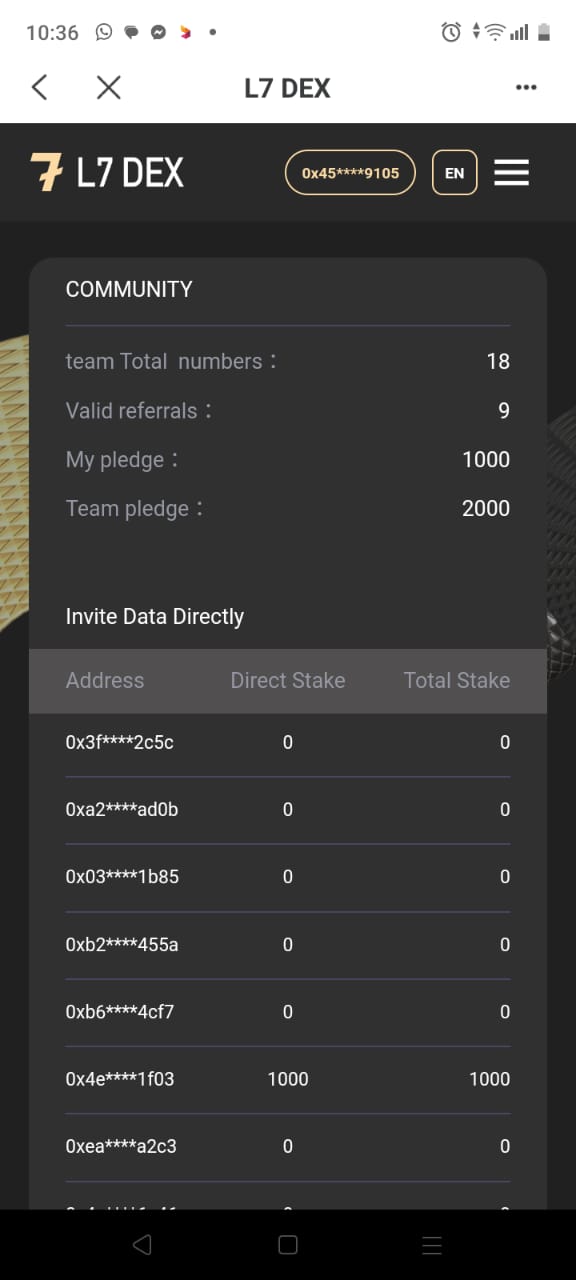 10:36
L7 DEX
L7 DEX 0x45****9105 EN
COMMUNITY
team Total numbers： 18
Valid referrals： 9
My pledge： 1000
Team pledge： 2000
Invite Data Directly
Address Direct Stake Total Stake
0x3f****2c5c 0 0
0xa2****ad0b 0 0
0x03****1b85 0 0
0xb2****455a 0 0
0xb6****4cf7 0 0
0x4e****1f03 1000 1000
0xea****a2c3 0 0